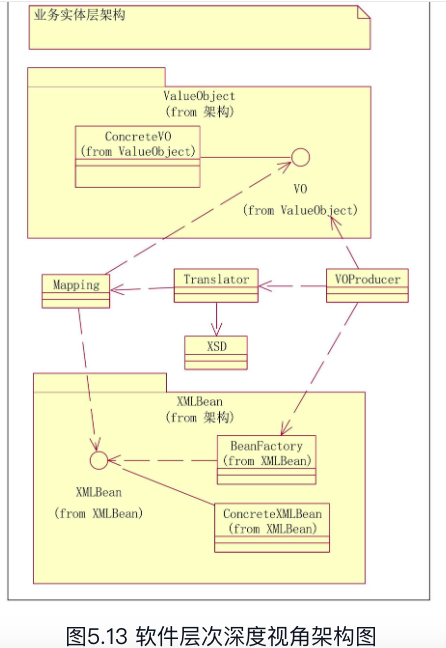 业务实体层架构
ValueObject
(from 架构)
ConcreteVO
(from ValueObject)
VO
(from ValueObject)
Mapping
Translator
VOProducer
XSD
XMLBean
(from 架构)
BeanFactory
(from XMLBean)
XMLBean
(from XMLBean)
ConcreteXMLBean
(from XMLBean)
图5.13 软件层次深度视角架构图